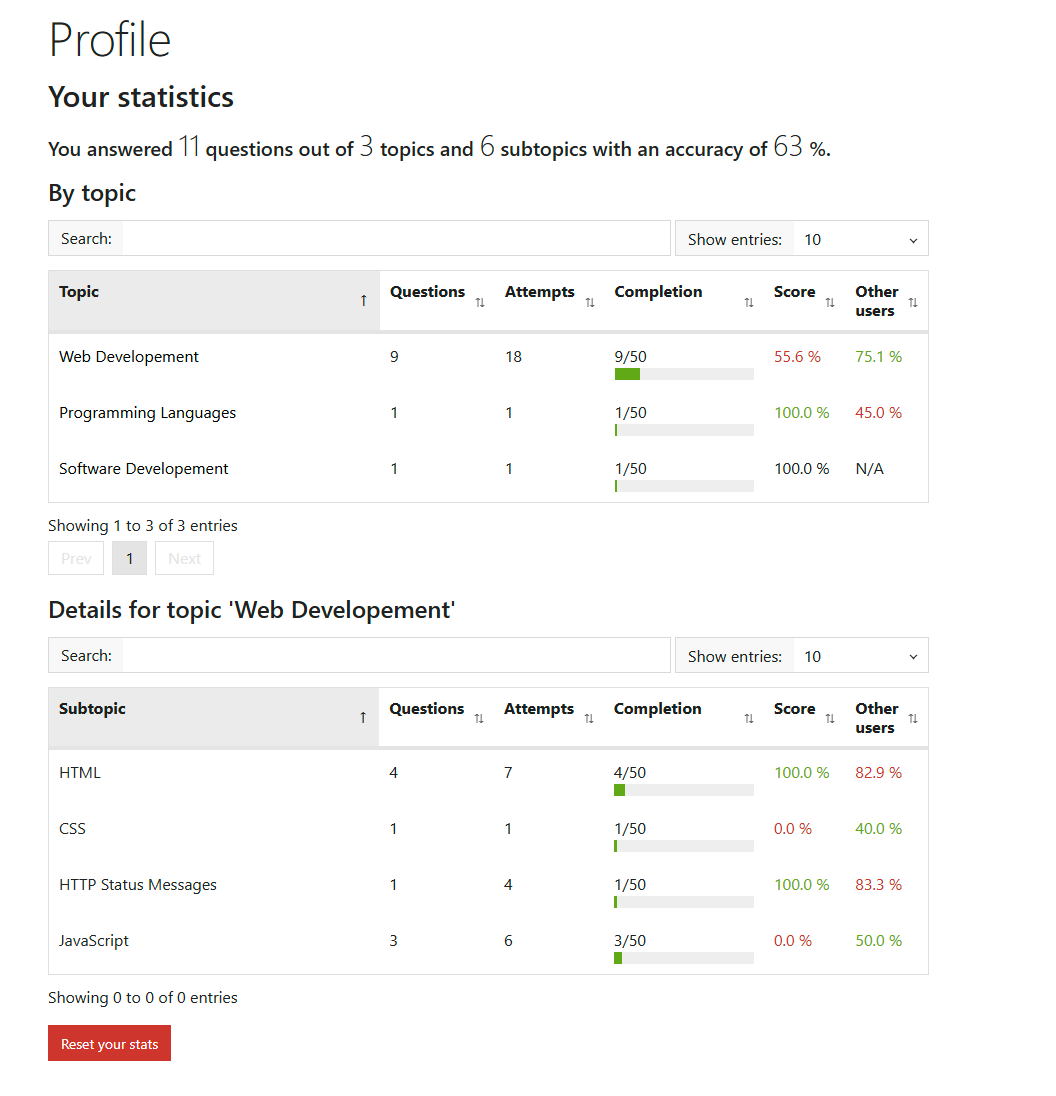 Profile
Your statistics
You answered 11 questions out of 3 topics and 6 subtopics with an accuracy of 63 %.
By topic
Search: Show entries: 10
Topic ↑ Questions ⇅ Attempts ⇅ Completion ⇅ Score ⇅ Other users ⇅
Web Developement 9 18 9/50 55.6 % 75.1 %
Programming Languages 1 1 1/50 100.0 % 45.0 %
Software Developement 1 1 1/50 100.0 % N/A
Showing 1 to 3 of 3 entries
Prev 1 Next
Details for topic 'Web Developement'
Search: Show entries: 10
Subtopic ↑ Questions ⇅ Attempts ⇅ Completion ⇅ Score ⇅ Other users ⇅
HTML 4 7 4/50 100.0 % 82.9 %
CSS 1 1 1/50 0.0 % 40.0 %
HTTP Status Messages 1 4 1/50 100.0 % 83.3 %
JavaScript 3 6 3/50 0.0 % 50.0 %
Showing 0 to 0 of 0 entries
Reset your stats